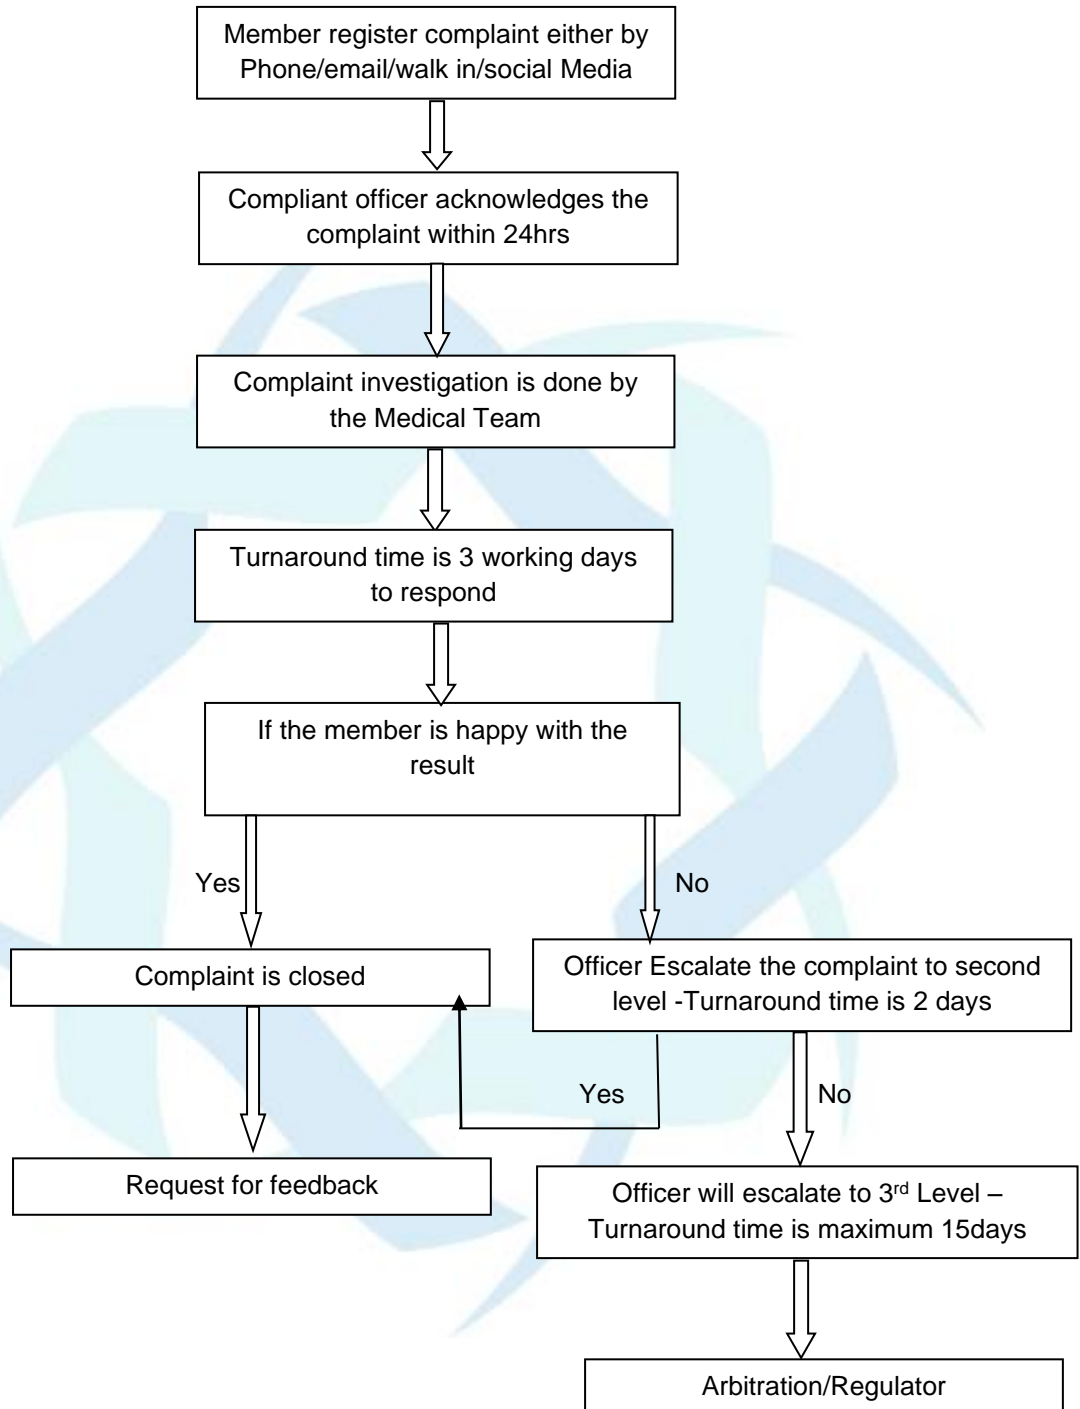 Member register complaint either by
Phone/email/walk in/social Media
Compliant officer acknowledges the
complaint within 24hrs
Complaint investigation is done by
the Medical Team
Turnaround time is 3 working days
to respond
If the member is happy with the
result
Yes
No
Complaint is closed
Officer Escalate the complaint to second
level -Turnaround time is 2 days
Yes
No
Request for feedback
Officer will escalate to 3rd Level –
Turnaround time is maximum 15days
Arbitration/Regulator